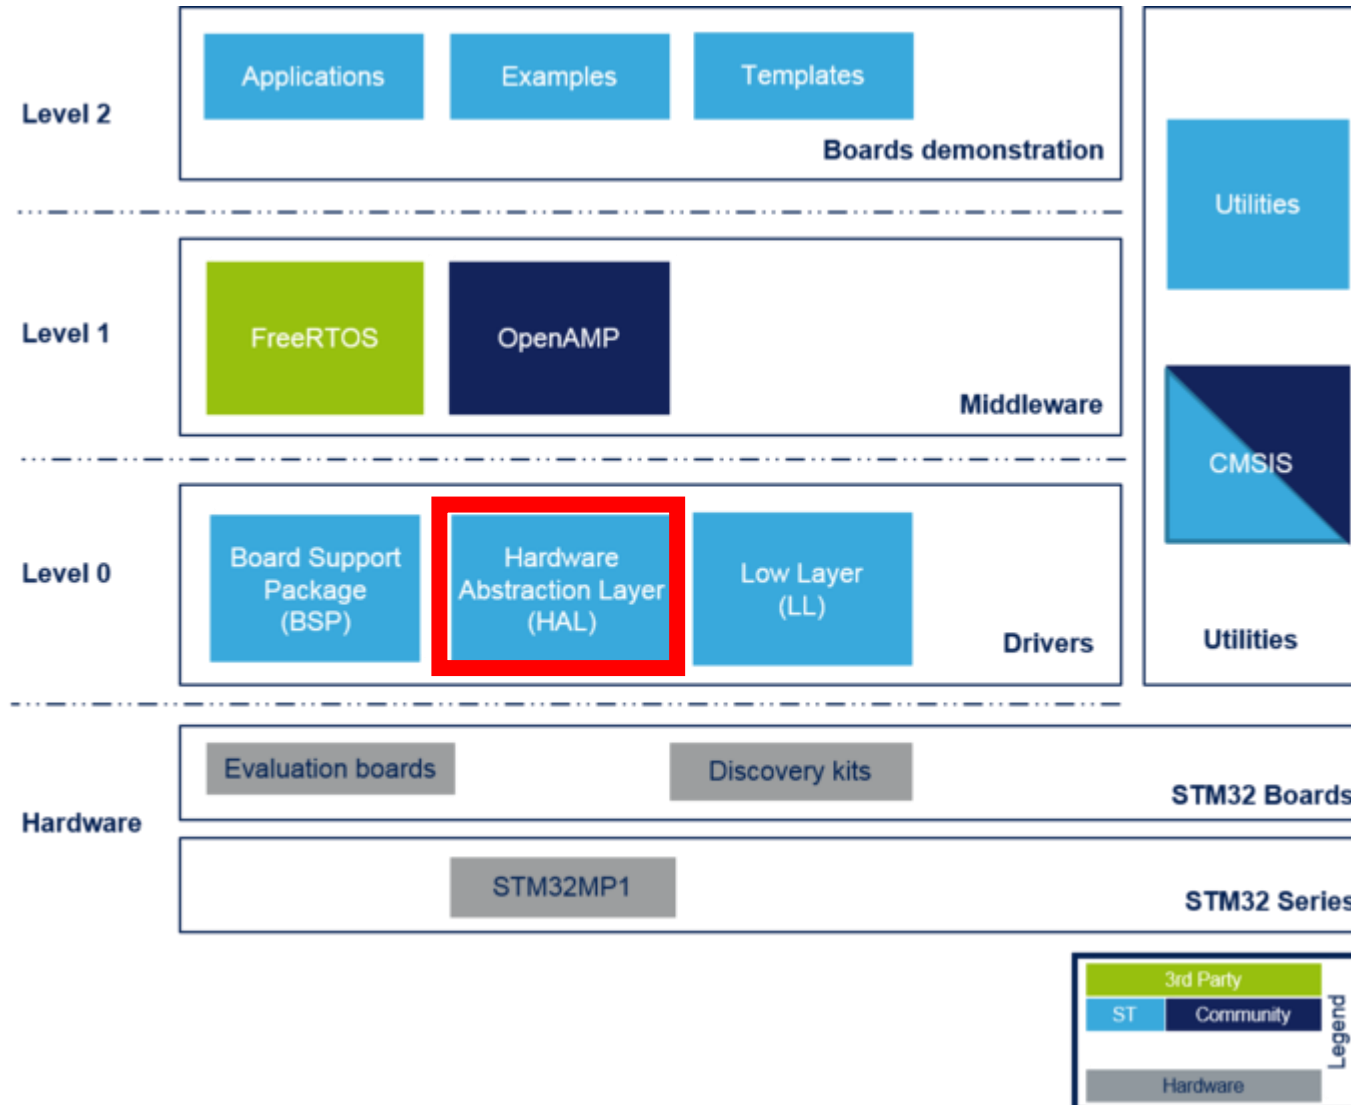 Level 2
Applications
Examples
Templates
Boards demonstration
Level 1
FreeRTOS
OpenAMP
Middleware
Level 0
Board Support
Package
(BSP)
Hardware
Abstraction Layer
(HAL)
Low Layer
(LL)
Drivers
Utilities
CMSIS
Utilities
Hardware
Evaluation boards
Discovery kits
STM32 Boards
STM32MP1
STM32 Series
3rd Party
ST
Community
Hardware
Legend